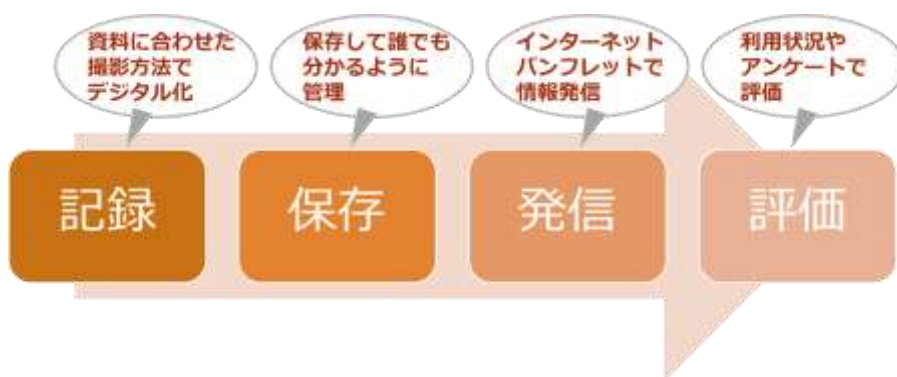 資料に合わせた
撮影方法で
デジタル化
保存して誰でも
分かるように
管理
インターネット
パンフレットで
情報発信
利用状況や
アンケートで
評価
記録
保存
発信
評価